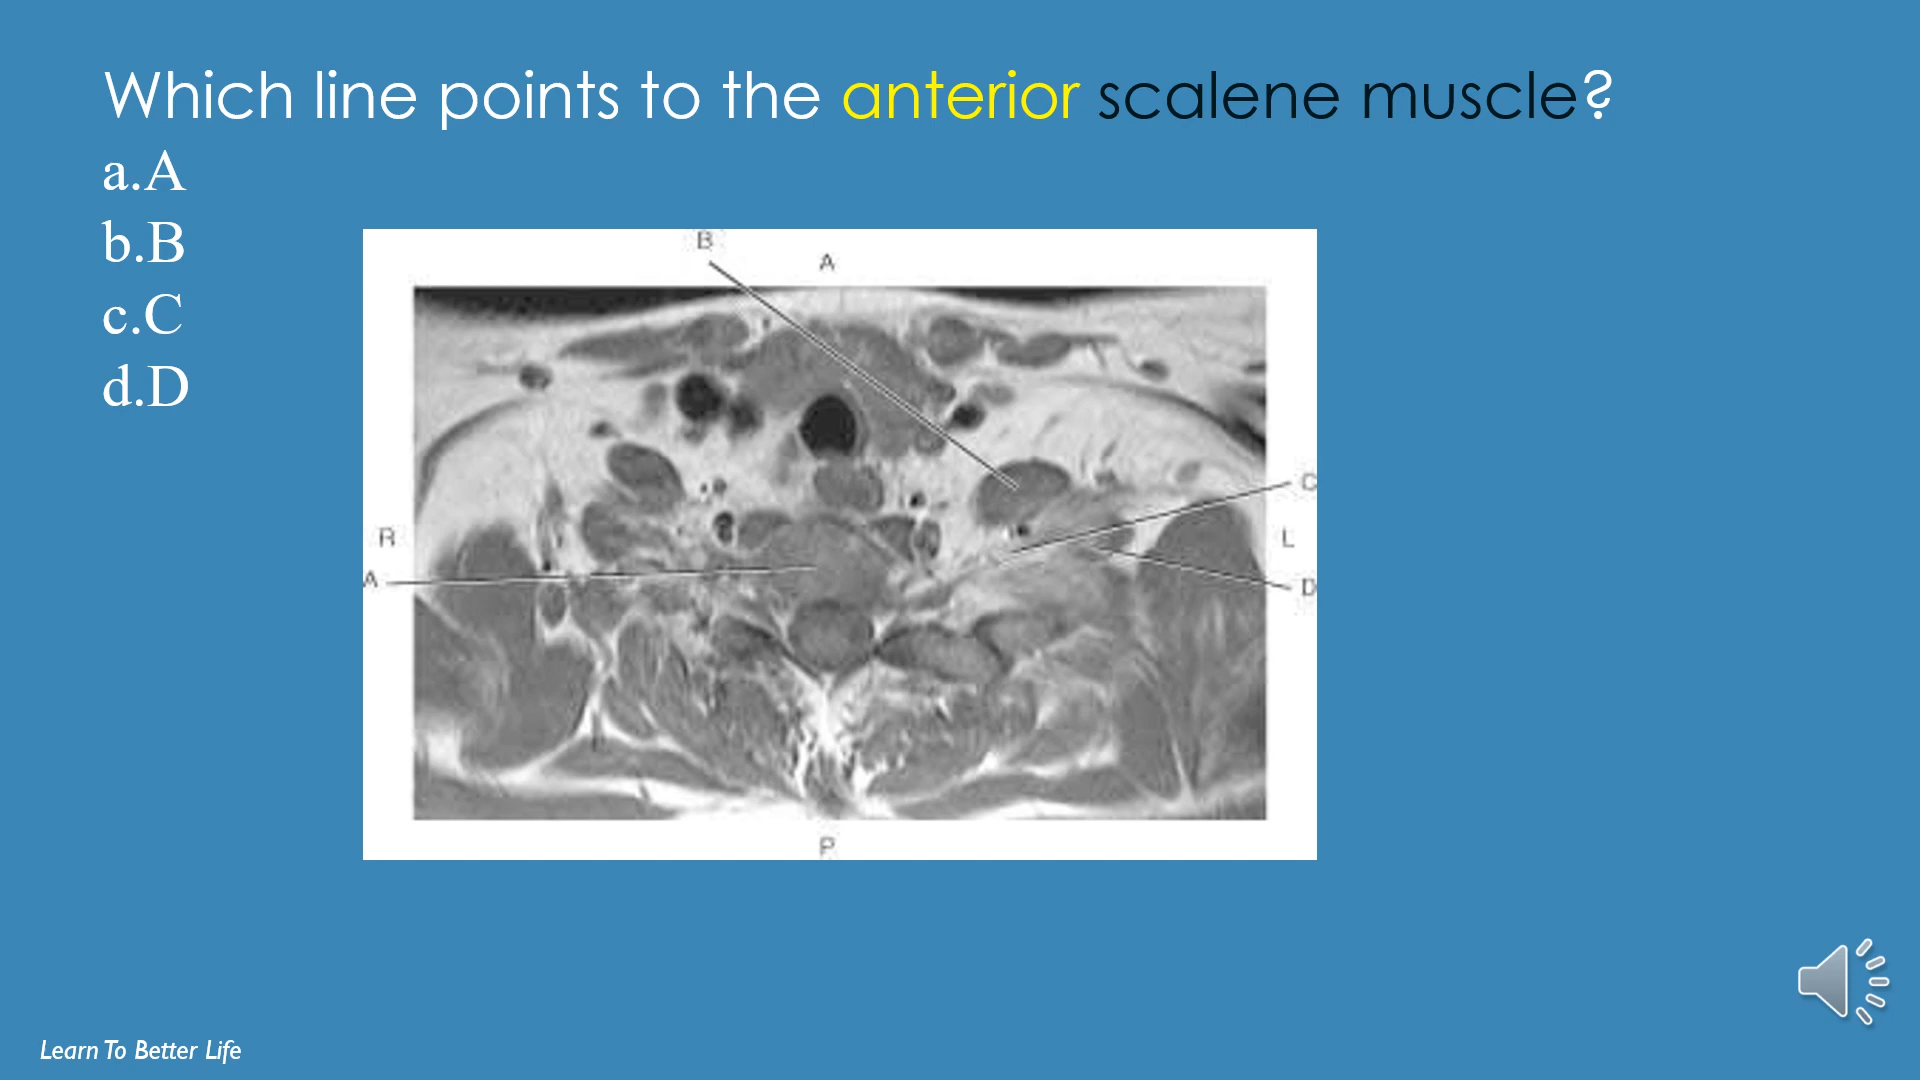 Which line points to the anterior scalene muscle?
a.A
b.B
c.C
d.D
B
A
C
R
L
A
D
P
Learn To Better Life